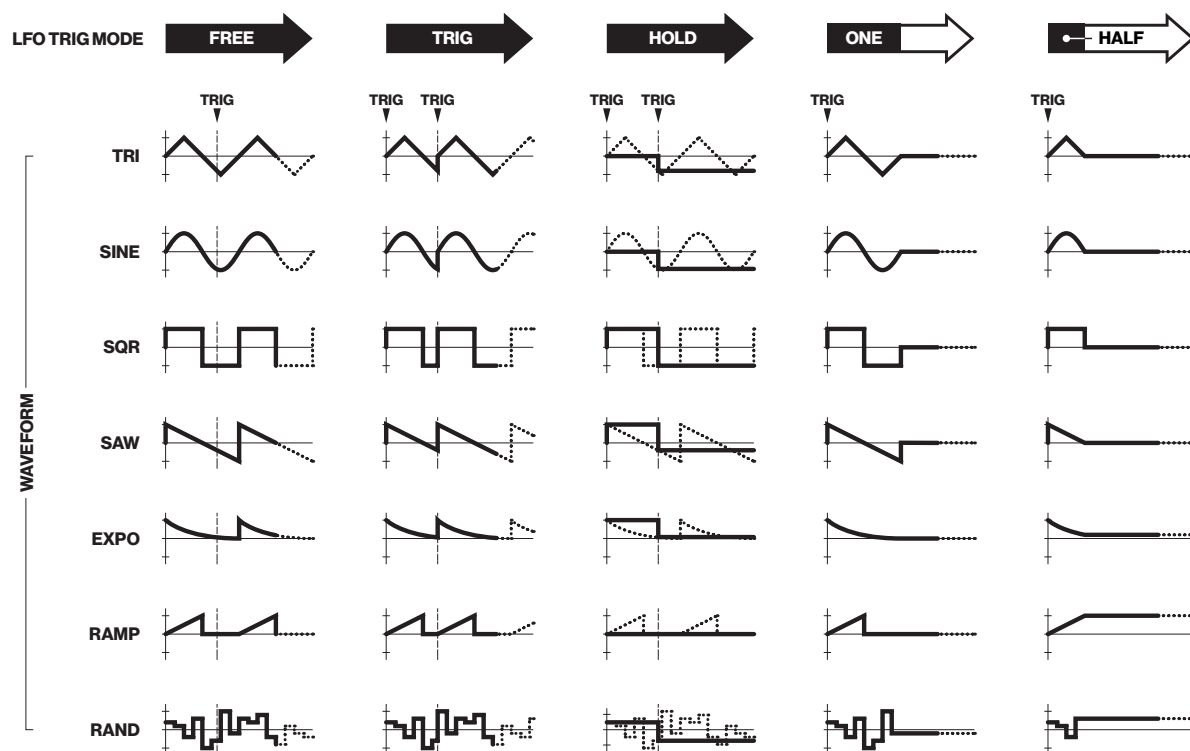 LFO TRIG MODE FREE TRIG HOLD ONE HALF
TRIG TRIG TRIG TRIG TRIG TRIG TRIG
WAVEFORM
TRI
SINE
SQR
SAW
EXPO
RAMP
RAND